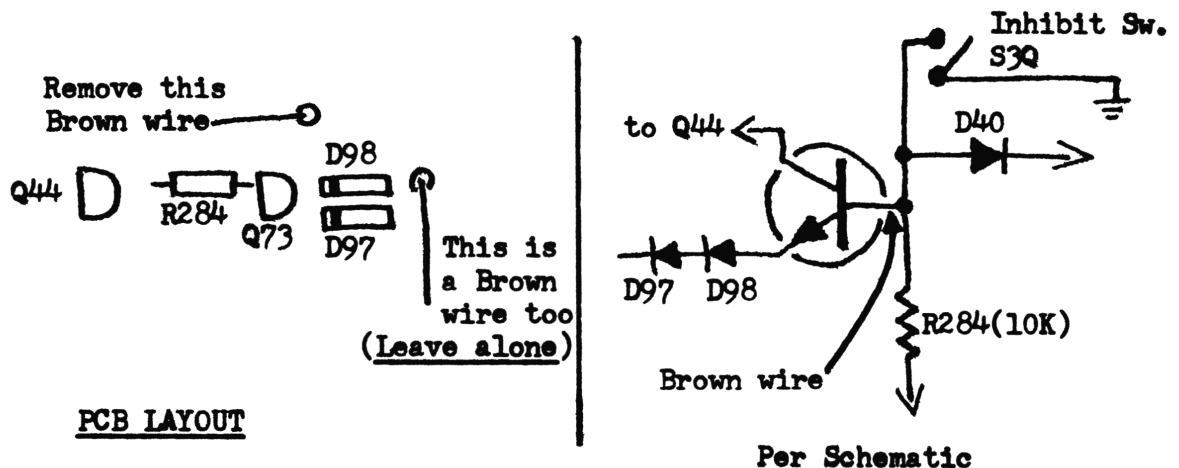 Remove this
Brown wire
D98
Q44
R284
Q73
D97
This is
a Brown
wire too
(Leave alone)
PCB LAYOUT
Inhibit Sw.
S3Q
to Q44
D40
D97
D98
R284(10K)
Brown wire
Per Schematic